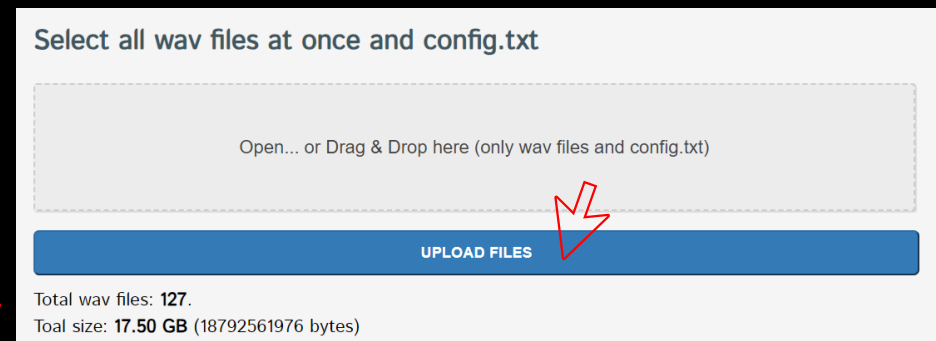 Select all wav files at once and config.txt
Open... or Drag & Drop here (only wav files and config.txt)
UPLOAD FILES
Total wav files: 127.
Toal size: 17.50 GB (18792561976 bytes)